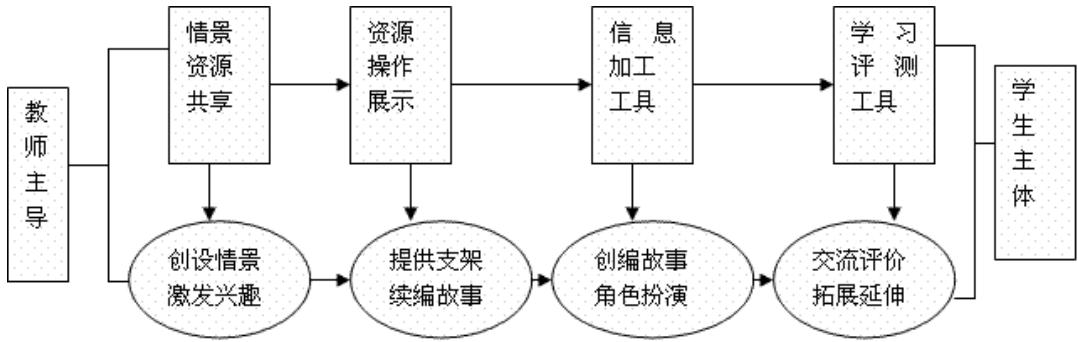 教
师
主
导
情景
资源
共享
资源
操作
展示
信息
加工
工具
学习
评测
工具
创设情景
激发兴趣
提供支架
续编故事
创编故事
角色扮演
交流评价
拓展延伸
学
生
主
体